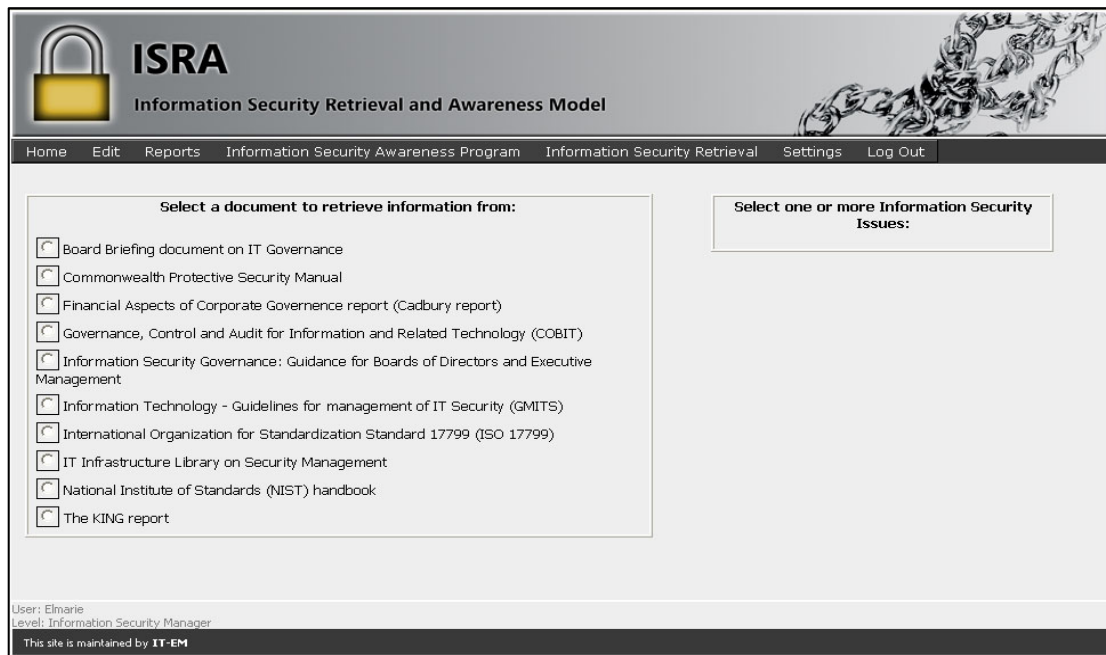 ISRA
Information Security Retrieval and Awareness Model
Home Edit Reports Information Security Awareness Program Information Security Retrieval Settings Log Out
Select a document to retrieve information from:
Board Briefing document on IT Governance
Commonwealth Protective Security Manual
Financial Aspects of Corporate Governence report (Cadbury report)
Governance, Control and Audit for Information and Related Technology (COBIT)
Information Security Governance: Guidance for Boards of Directors and Executive
Management
Information Technology - Guidelines for management of IT Security (GMITS)
International Organization for Standardization Standard 17799 (ISO 17799)
IT Infrastructure Library on Security Management
National Institute of Standards (NIST) handbook
The KING report
Select one or more Information Security
Issues:
User: Elmarie
Level: Information Security Manager
This site is maintained by IT-EM